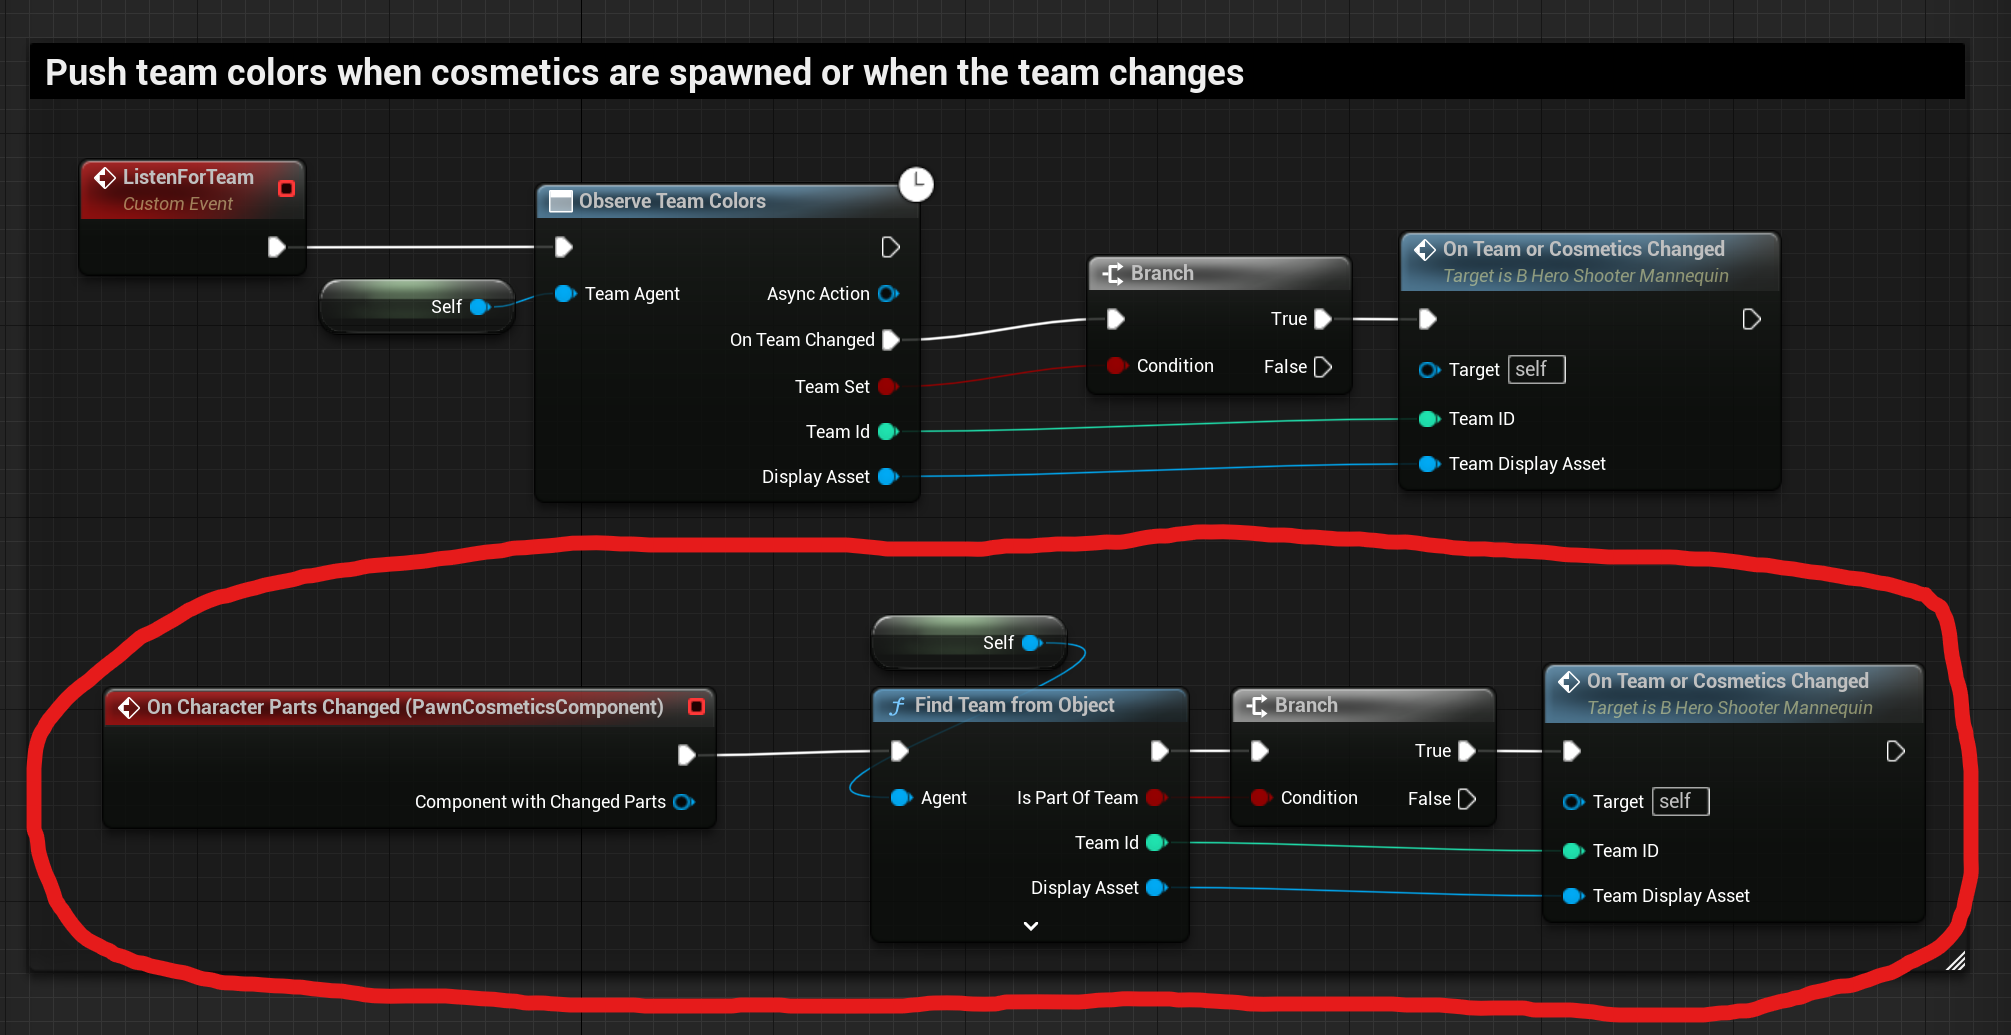 Push team colors when cosmetics are spawned or when the team changes
ListenForTeam
Custom Event
Self
Observe Team Colors
Team Agent
Async Action
On Team Changed
Team Set
Team Id
Display Asset
Branch
True
Condition
False
On Team or Cosmetics Changed
Target is B Hero Shooter Mannequin
Target self
Team ID
Team Display Asset
On Character Parts Changed (PawnCosmeticsComponent)
Component with Changed Parts
Self
Find Team from Object
Agent
Is Part Of Team
Team Id
Display Asset
Branch
True
Condition
False
On Team or Cosmetics Changed
Target is B Hero Shooter Mannequin
Target self
Team ID
Team Display Asset